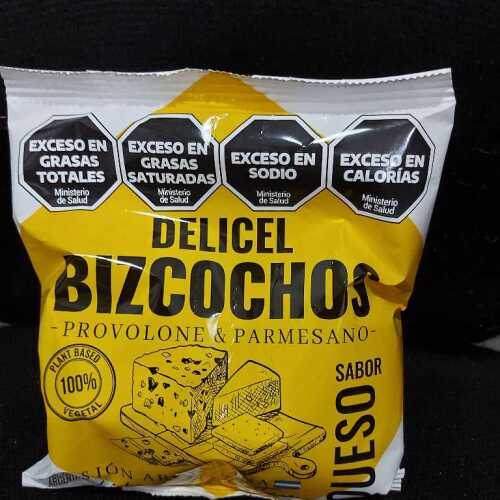 EXCESO EN
GRASAS
TOTALES
Ministerio
de Salud
EXCESO EN
GRASAS
SATURADAS
Ministerio
de Salud
EXCESO EN
SODIO
Ministerio
de Salud
EXCESO EN
CALORÍAS
Ministerio
de Salud
DELICEL
BIZCOCHOS
- PROVOLONE & PARMESANO -
PLANT BASED
100%
VEGETAL
SABOR
QUESO